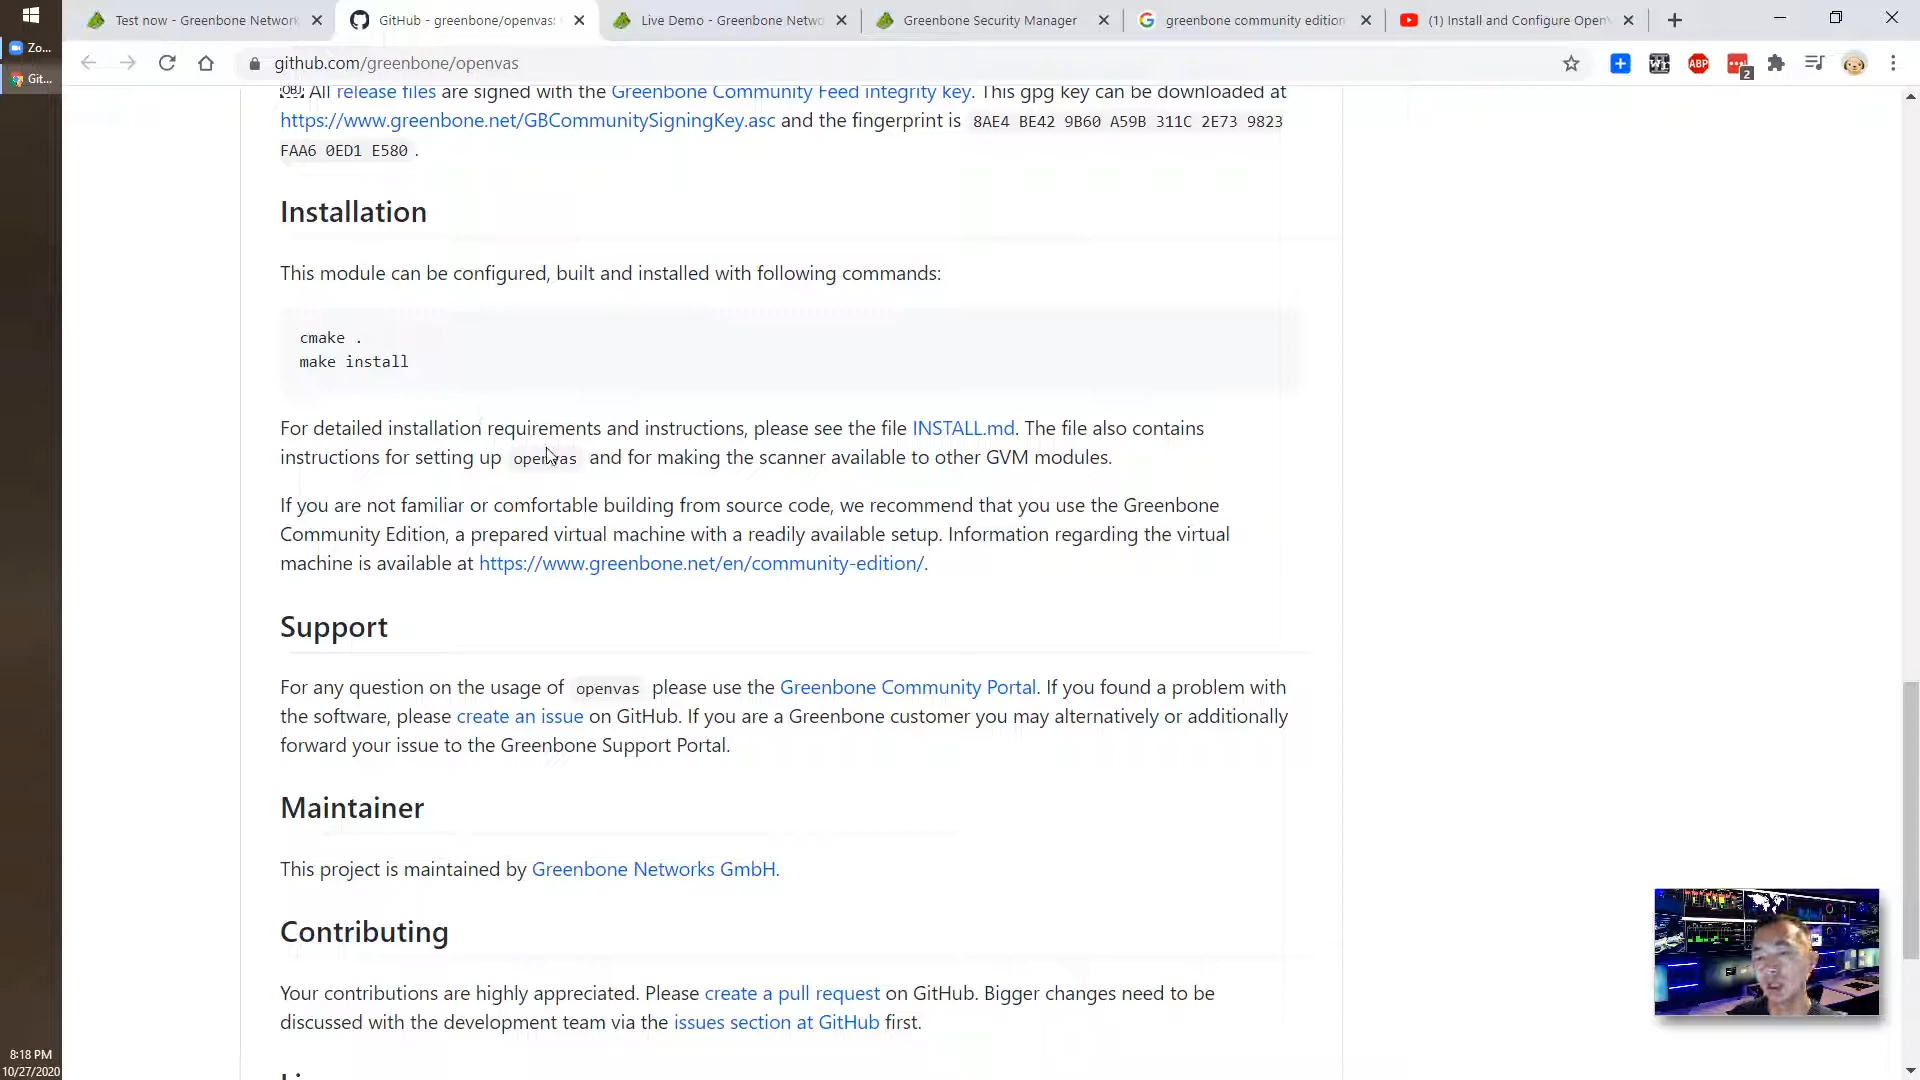 Test now - Greenbone Network
GitHub - greenbone/openvas:
Live Demo - Greenbone Netwo
Greenbone Security Manager
greenbone community edition
(1) Install and Configure OpenV
Zo...
Git...
github.com/greenbone/openvas
ABP
2
OBJ All release files are signed with the Greenbone Community Feed integrity key. This gpg key can be downloaded at
https://www.greenbone.net/GBCommunitySigningKey.asc and the fingerprint is 8AE4 BE42 9B60 A59B 311C 2E73 9823
FAA6 0ED1 E580 .
Installation
This module can be configured, built and installed with following commands:
cmake .
make install
For detailed installation requirements and instructions, please see the file INSTALL.md. The file also contains
instructions for setting up openvas and for making the scanner available to other GVM modules.
If you are not familiar or comfortable building from source code, we recommend that you use the Greenbone
Community Edition, a prepared virtual machine with a readily available setup. Information regarding the virtual
machine is available at https://www.greenbone.net/en/community-edition/.
Support
For any question on the usage of openvas please use the Greenbone Community Portal. If you found a problem with
the software, please create an issue on GitHub. If you are a Greenbone customer you may alternatively or additionally
forward your issue to the Greenbone Support Portal.
Maintainer
This project is maintained by Greenbone Networks GmbH.
Contributing
Your contributions are highly appreciated. Please create a pull request on GitHub. Bigger changes need to be
discussed with the development team via the issues section at GitHub first.
8:18 PM
10/27/2020